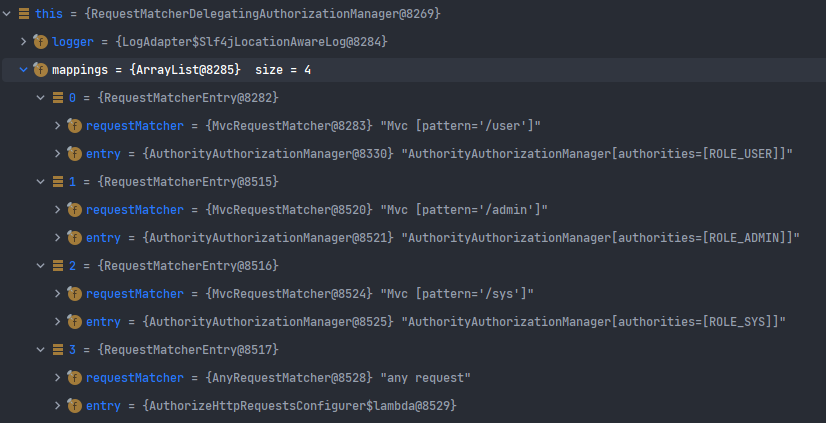 this = {RequestMatcherDelegatingAuthorizationManager@8269}
f logger = {LogAdapter$Slf4jLocationAwareLog@8284}
f mappings = {ArrayList@8285} size = 4
0 = {RequestMatcherEntry@8282}
f requestMatcher = {MvcRequestMatcher@8283} "Mvc [pattern='/user']"
f entry = {AuthorityAuthorizationManager@8330} "AuthorityAuthorizationManager[authorities=[ROLE_USER]]"
1 = {RequestMatcherEntry@8515}
f requestMatcher = {MvcRequestMatcher@8520} "Mvc [pattern='/admin']"
f entry = {AuthorityAuthorizationManager@8521} "AuthorityAuthorizationManager[authorities=[ROLE_ADMIN]]"
2 = {RequestMatcherEntry@8516}
f requestMatcher = {MvcRequestMatcher@8524} "Mvc [pattern='/sys']"
f entry = {AuthorityAuthorizationManager@8525} "AuthorityAuthorizationManager[authorities=[ROLE_SYS]]"
3 = {RequestMatcherEntry@8517}
f requestMatcher = {AnyRequestMatcher@8528} "any request"
f entry = {AuthorizeHttpRequestsConfigurer$lambda@8529}